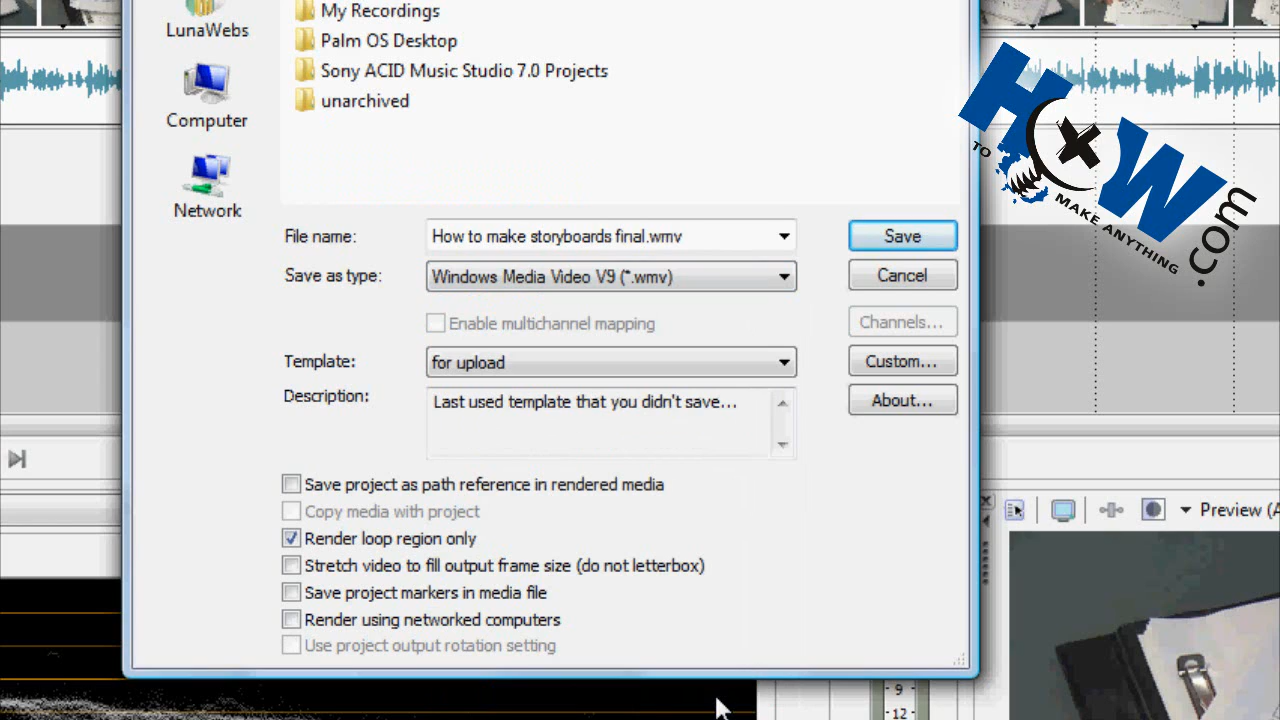 My Recordings
LunaWebs
Palm OS Desktop
Sony ACID Music Studio 7.0 Projects
unarchived
Computer
Network
HOW
TO
MAKE ANYTHING
.com
File name:
How to make storyboards final.wmv
Save
Save as type:
Windows Media Video V9 (*.wmv)
Cancel
Enable multichannel mapping
Channels...
Template:
for upload
Custom...
Description:
Last used template that you didn't save...
About...
Save project as path reference in rendered media
Copy media with project
Render loop region only
Stretch video to fill output frame size (do not letterbox)
Save project markers in media file
Render using networked computers
Use project output rotation setting
Preview (A
- 9 -
- 12 -